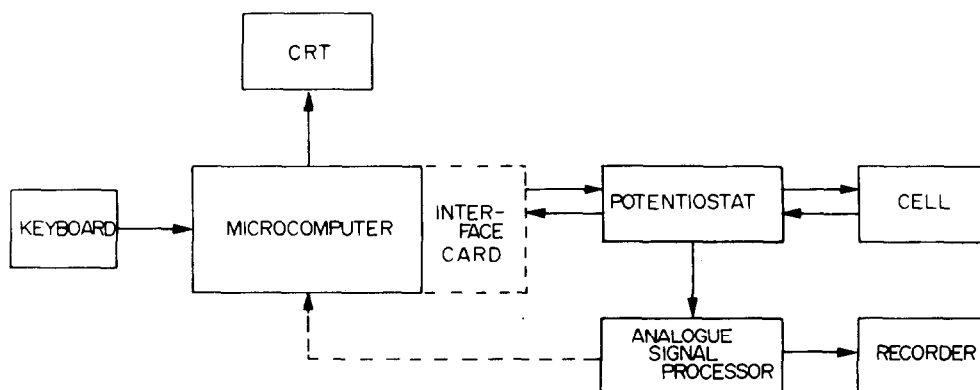 CRT
KEYBOARD
MICROCOMPUTER
INTER-
FACE
CARD
POTENTIOSTAT
CELL
ANALOGUE
SIGNAL
PROCESSOR
RECORDER